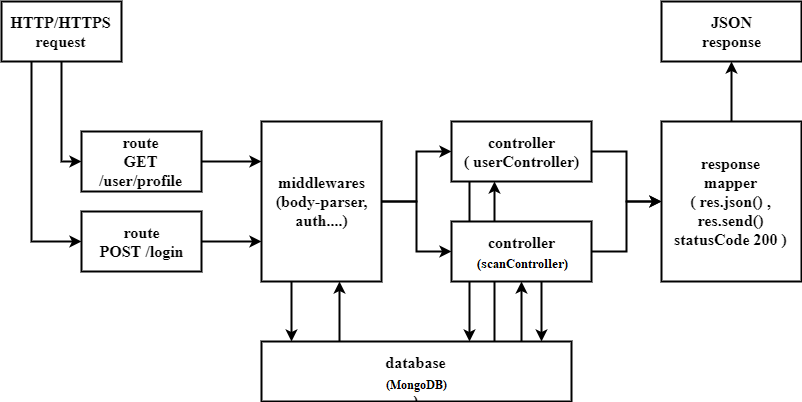 HTTP/HTTPS
request
JSON
response
route
GET
/user/profile
route
POST /login
middlewares
(body-parser,
auth....)
controller
( userController)
controller
(scanController)
response
mapper
( res.json() ,
res.send()
statusCode 200 )
database
(MongoDB)
)